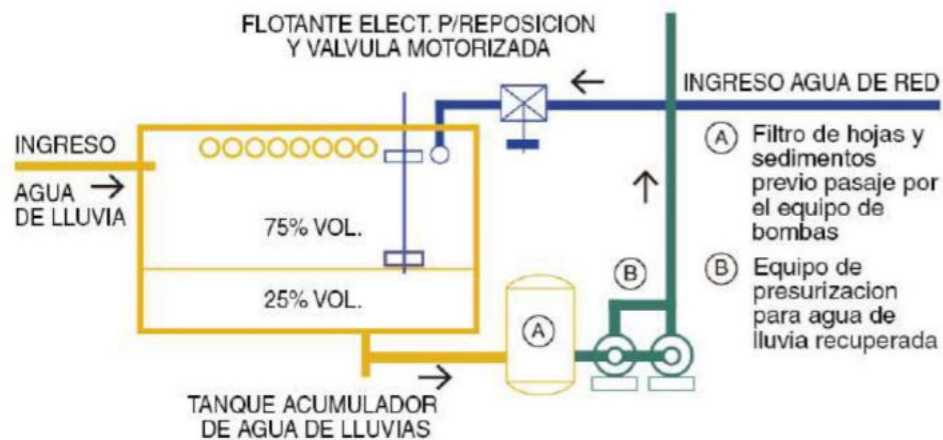 FLOTANTE ELECT. P/REPOSICION
Y VALVULA MOTORIZADA
INGRESO AGUA DE RED
INGRESO
AGUA
DE LLUVIA
75% VOL.
25% VOL.
A
B
TANQUE ACUMULADOR
DE AGUA DE LLUVIAS
A Filtro de hojas y
sedimentos
previo pasaje por
el equipo de
bombas
B Equipo de
presurizacion
para agua de
lluvia recuperada